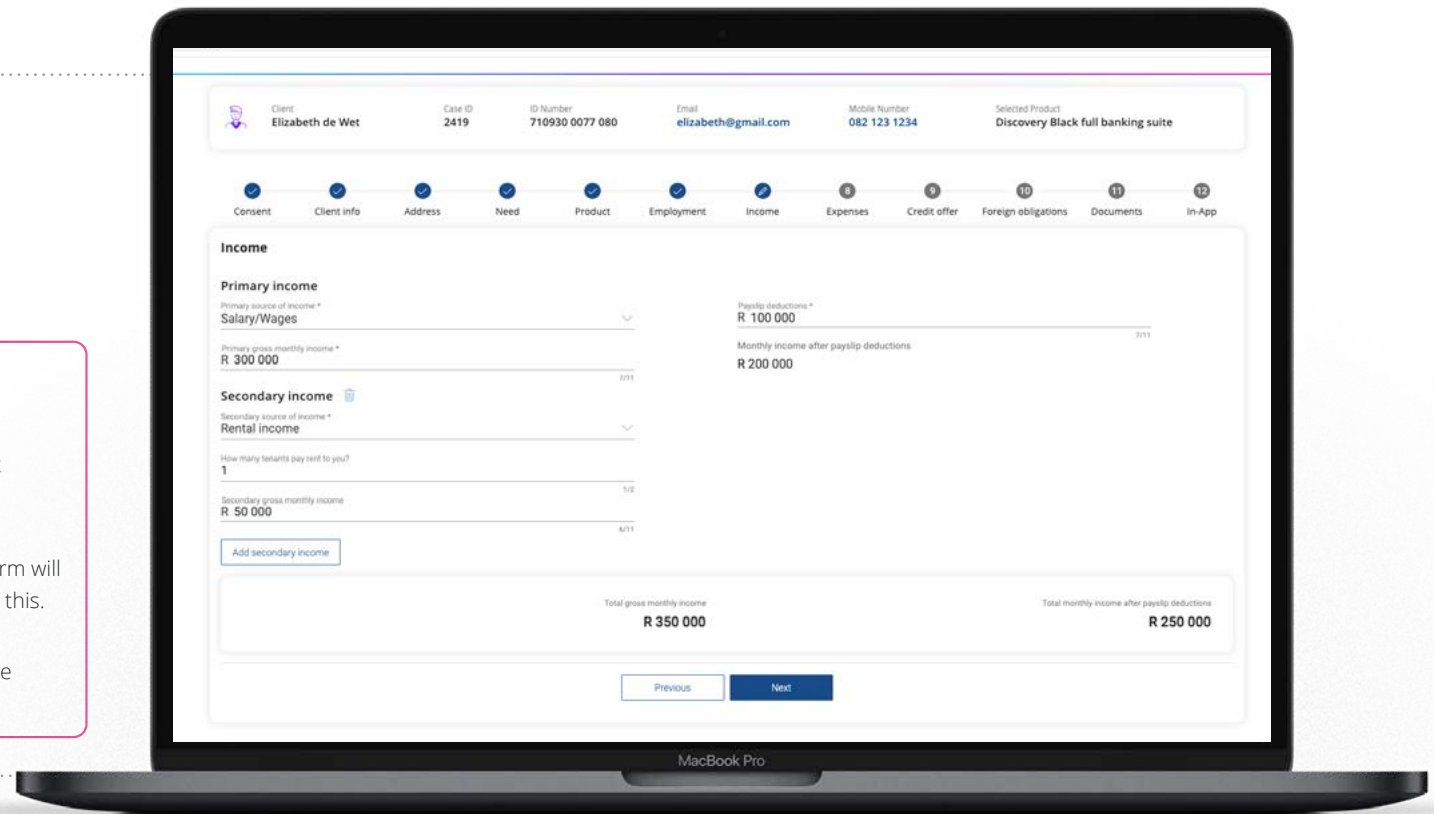 Client
Elizabeth de Wet
Case ID
2419
ID Number
710930 0077 080
Email
elizabeth@gmail.com
Mobile Number
082 123 1234
Selected Product
Discovery Black full banking suite
8 9 10 11 12
Consent Client info Address Need Product Employment Income Expenses Credit offer Foreign obligations Documents In-App
Income
Primary income
Primary source of income *
Salary/Wages
Primary gross monthly income *
R 300 000
7/11
Payslip deductions *
R 100 000
7/11
Monthly income after payslip deductions
R 200 000
Secondary income
Secondary source of income *
Rental income
How many tenants pay rent to you?
1
1/2
Secondary gross monthly income
R 50 000
6/11
Add secondary income
Total gross monthly income
R 350 000
Total monthly income after payslip deductions
R 250 000
Previous
Next
MacBook Pro
will
this.